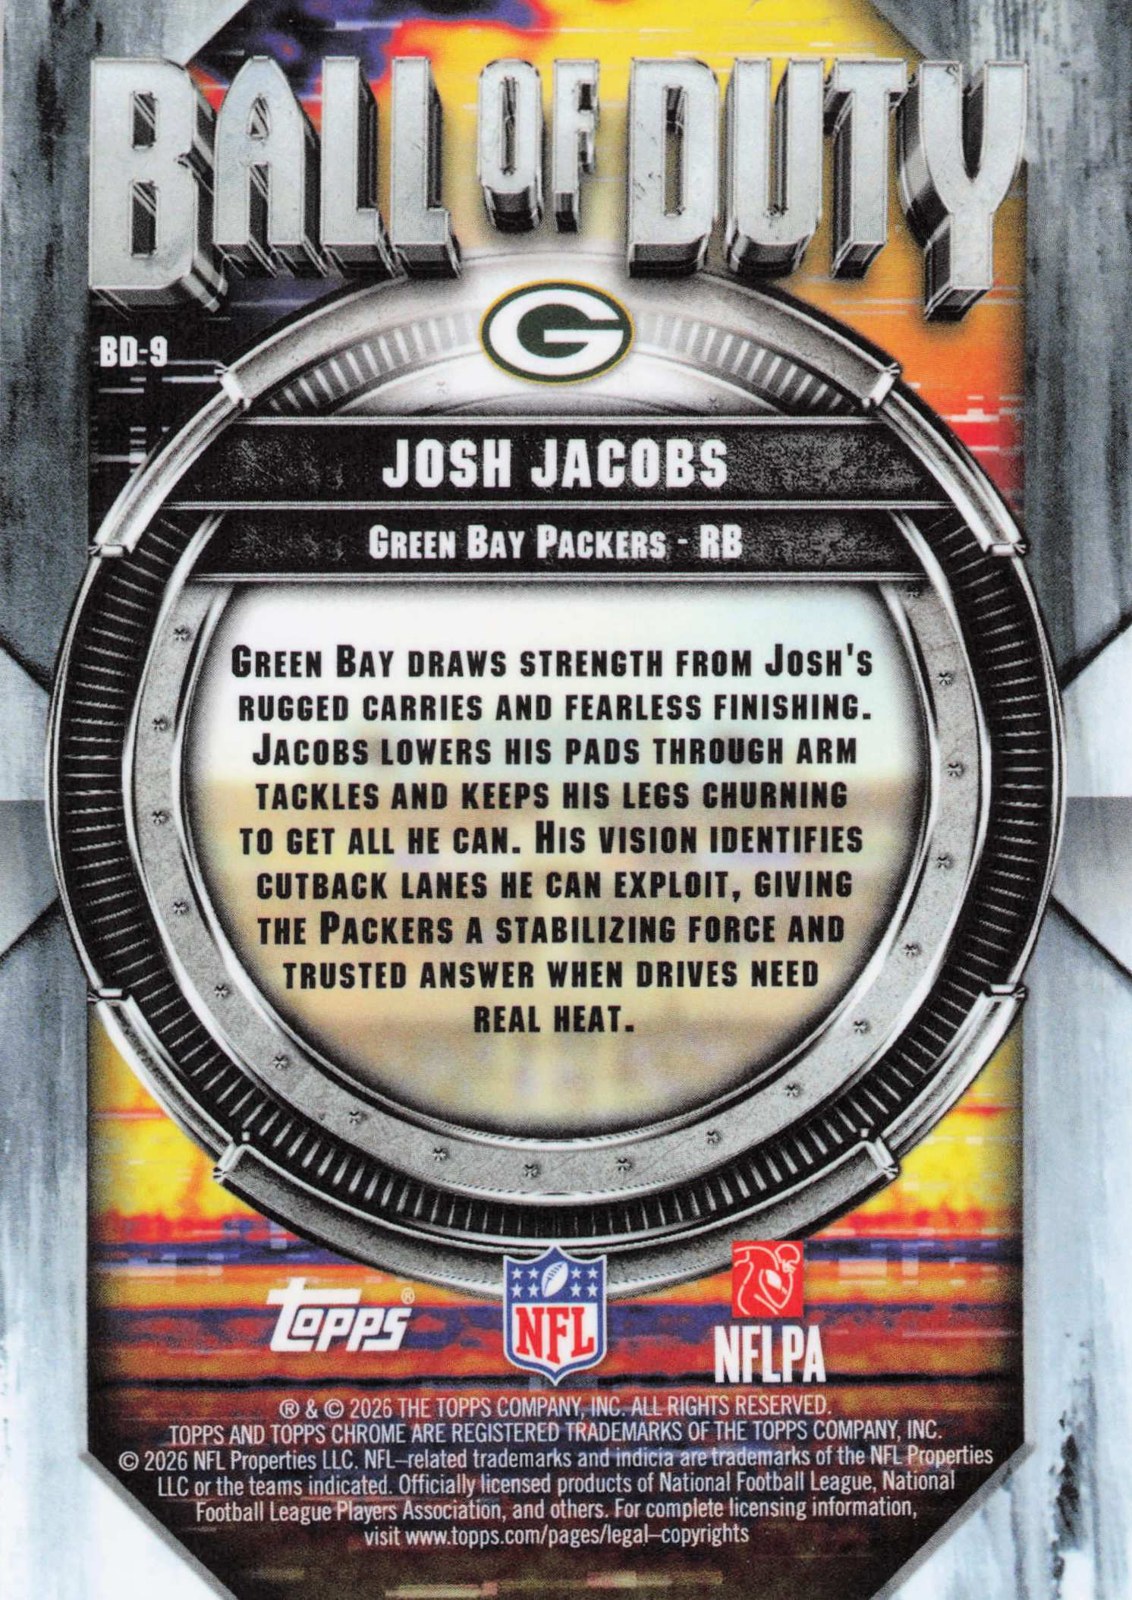 BALL OF DUTY
G
BD-9
JOSH JACOBS
GREEN BAY PACKERS - RB
GREEN BAY DRAWS STRENGTH FROM JOSH'S
RUGGED CARRIES AND FEARLESS FINISHING.
JACOBS LOWERS HIS PADS THROUGH ARM
TACKLES AND KEEPS HIS LEGS CHURNING
TO GET ALL HE CAN. HIS VISION IDENTIFIES
CUTBACK LANES HE CAN EXPLOIT, GIVING
THE PACKERS A STABILIZING FORCE AND
TRUSTED ANSWER WHEN DRIVES NEED
REAL HEAT.
topps®
NFL
NFLPA
® & © 2026 THE TOPPS COMPANY, INC. ALL RIGHTS RESERVED.
TOPPS AND TOPPS CHROME ARE REGISTERED TRADEMARKS OF THE TOPPS COMPANY, INC.
© 2026 NFL Properties LLC. NFL–related trademarks and indicia are trademarks of the NFL Properties
LLC or the teams indicated. Officially licensed products of National Football League, National
Football League Players Association, and others. For complete licensing information,
visit www.topps.com/pages/legal–copyrights